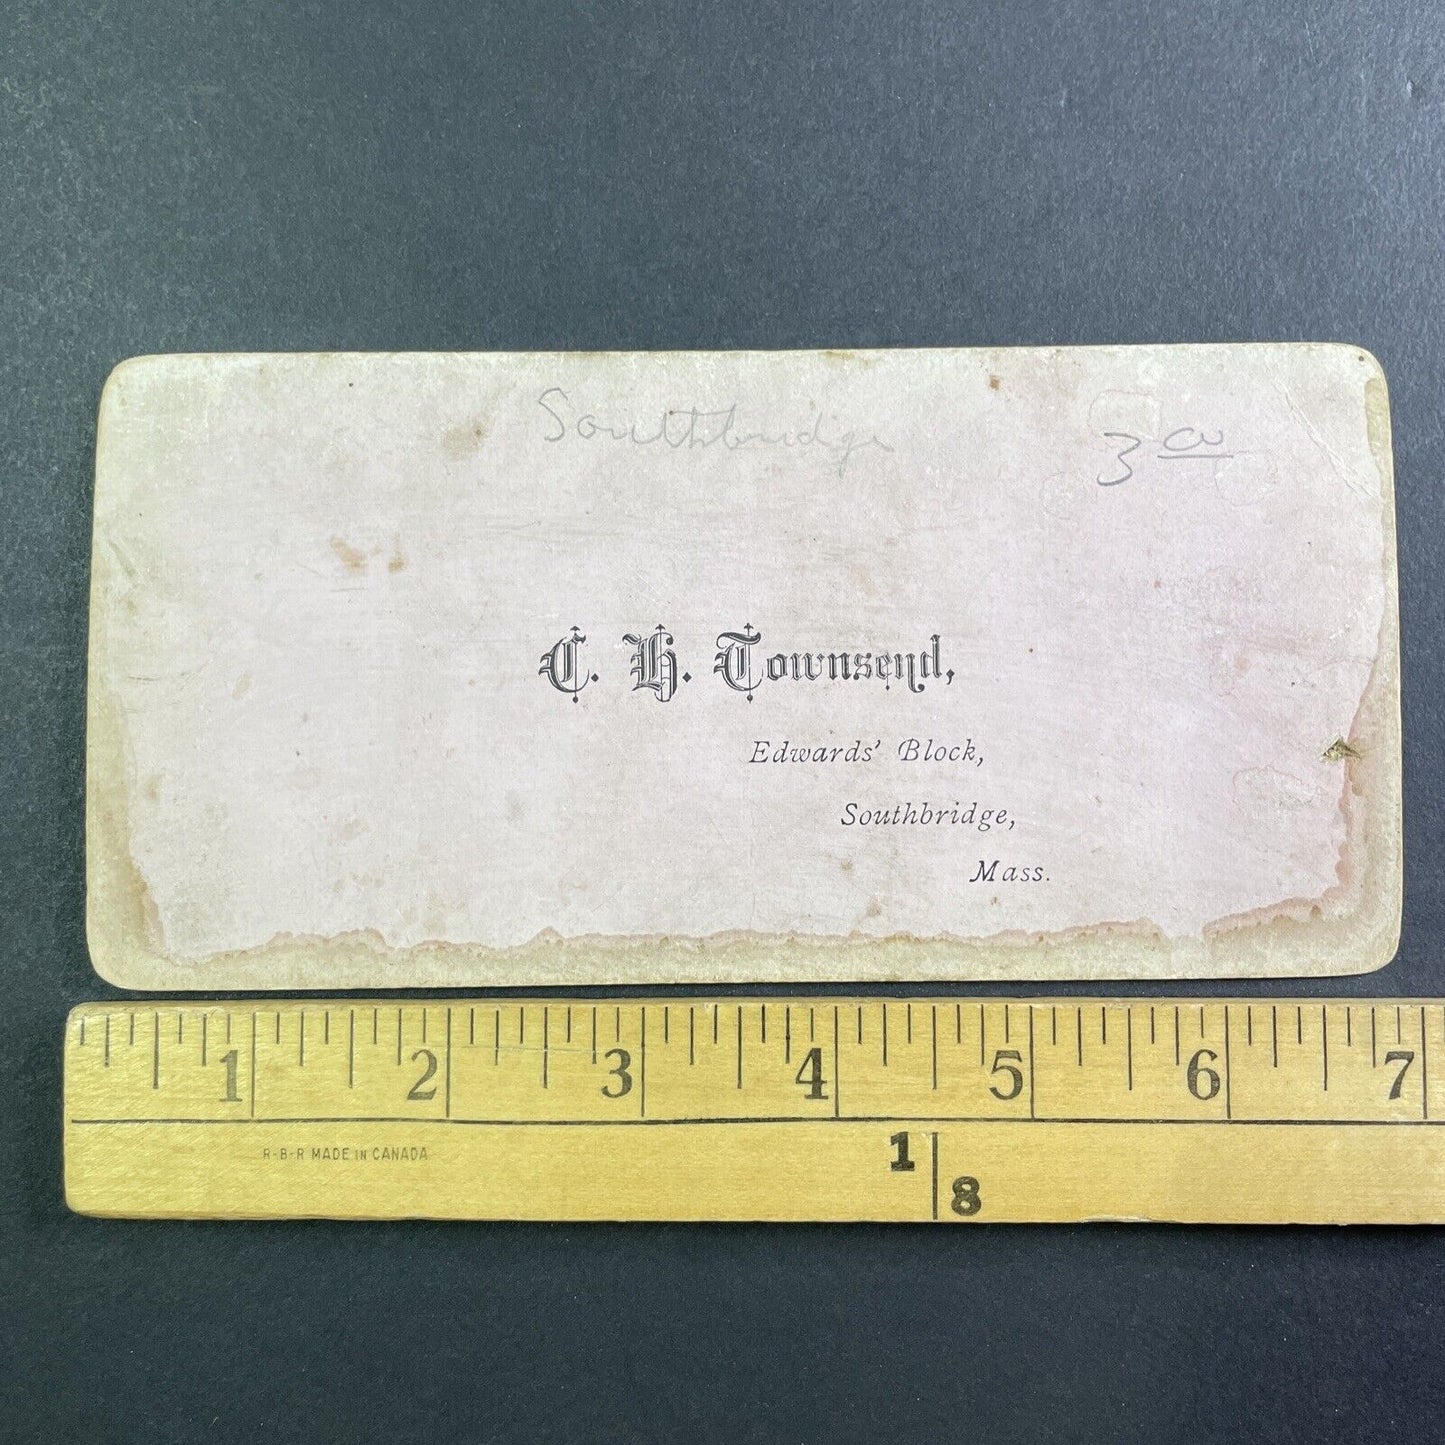 Southbridge
3 00
C. H. Townsend,
Edwards' Block,
Southbridge,
Mass.
1 2 3 4 5 6 7
R-B-R MADE IN CANADA
1
8